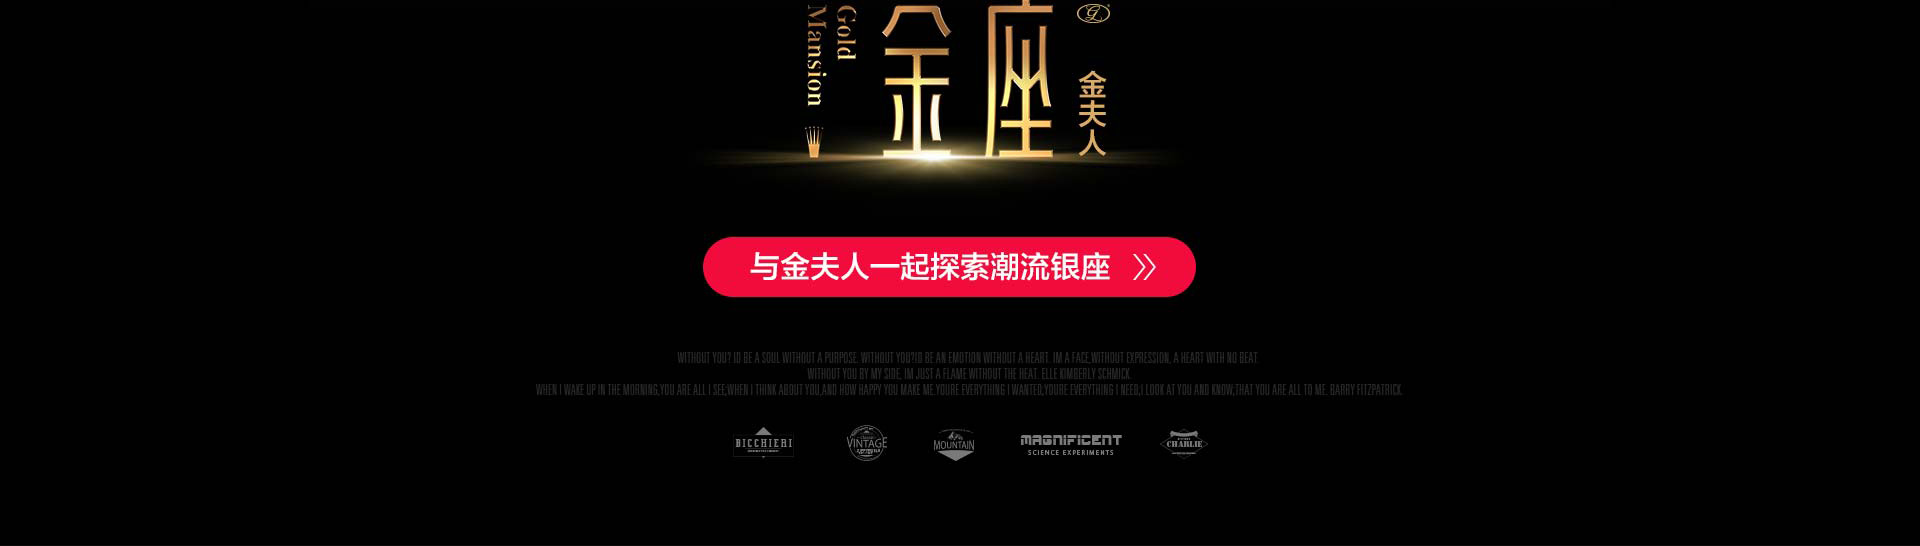 Gold
Mansion
金座
金夫人
与金夫人一起探索潮流银座
WITHOUT YOU? ID BE A SOUL WITHOUT A PURPOSE. WITHOUT YOU?ID BE AN EMOTION WITHOUT A HEART. IM A FACE,WITHOUT EXPRESSION, A HEART WITH NO BEAT.
WITHOUT YOU BY MY SIDE, IM JUST A FLAME WITHOUT THE HEAT. ELLE KIMBERLY SCHMICK.
WHEN I WAKE UP IN THE MORNING,YOU ARE ALL I SEE;WHEN I THINK ABOUT YOU,AND HOW HAPPY YOU MAKE ME.YOURE EVERYTHING I WANTED;YOURE EVERYTHING I NEED;I LOOK AT YOU AND KNOW;THAT YOU ARE ALL TO ME. BARRY FITZPATRICK.
BICCHIERI
VINTAGE
MOUNTAIN
MAGNIFICENT
SCIENCE EXPERIMENTS
CHARLIE